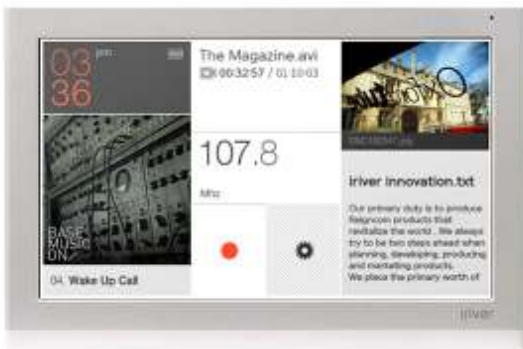 03 pm
36
BASE
MUSIC
ON
04. Wake Up Call
The Magazine.avi
00:32:57 / 01:10:03
107.8
Mhz
Oxford
iriver innovation.txt
Our primary duty is to produce
Reigncom products that
revitalize the world . We always
try to be two steps ahead when
planning, developing, producing
and marketing products.
We place the primary worth of
iriver